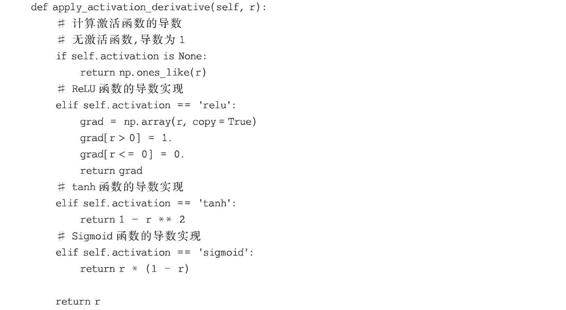 def apply_activation_derivative(self, r):
    # 计算激活函数的导数
    # 无激活函数,导数为 1
    if self.activation is None:
        return np.ones_like(r)
    # ReLU 函数的导数实现
    elif self.activation == 'relu':
        grad = np.array(r, copy = True)
        grad[r > 0] = 1.
        grad[r <= 0] = 0.
        return grad
    # tanh 函数的导数实现
    elif self.activation == 'tanh':
        return 1 - r ** 2
    # Sigmoid 函数的导数实现
    elif self.activation == 'sigmoid':
        return r * (1 - r)
    return r